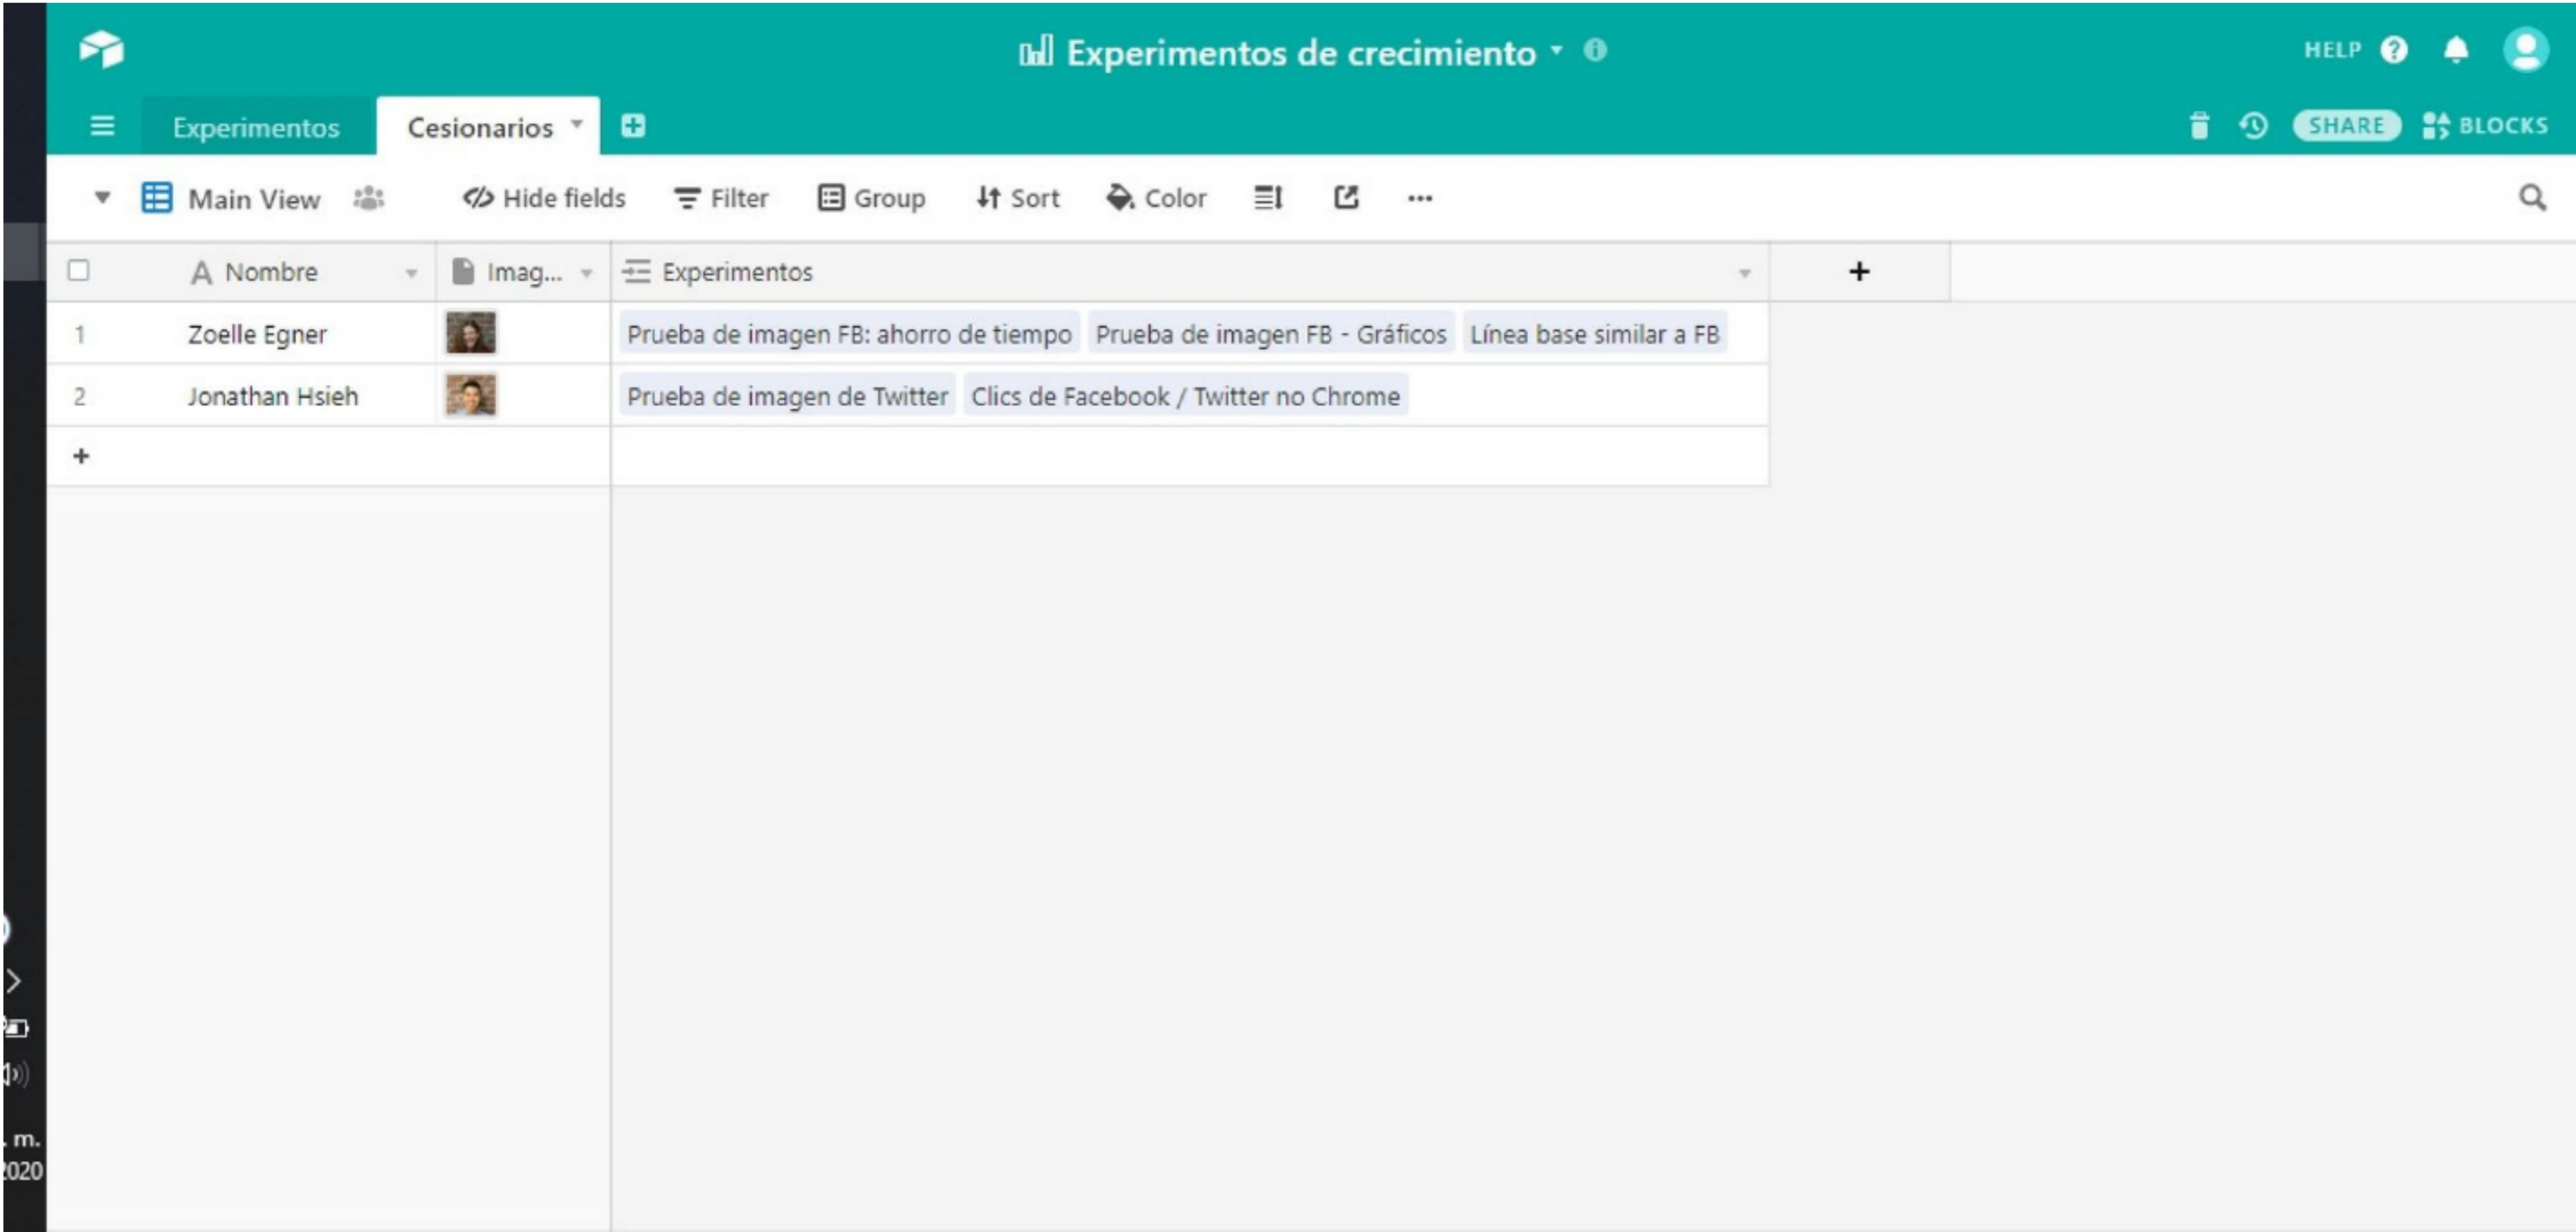 Experimentos de crecimiento
HELP
Experimentos
Cesionarios
SHARE
BLOCKS
Main View
Hide fields
Filter
Group
Sort
Color
...
Nombre
Imag...
Experimentos
+
1
Zoelle Egner
Prueba de imagen FB: ahorro de tiempo
Prueba de imagen FB - Gráficos
Línea base similar a FB
2
Jonathan Hsieh
Prueba de imagen de Twitter
Clics de Facebook / Twitter no Chrome
+
. m.
2020